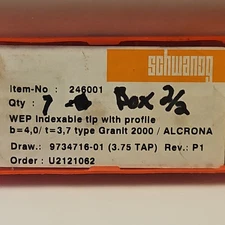 schwanog
Item-No : 246001
Qty : 7 Box 2/2
WEP Indexable tip with profile
b=4,0/ t=3,7 type Granit 2000 / ALCRONA
Draw.: 9734716-01 (3.75 TAP) Rev.: P1
Order : U2121062